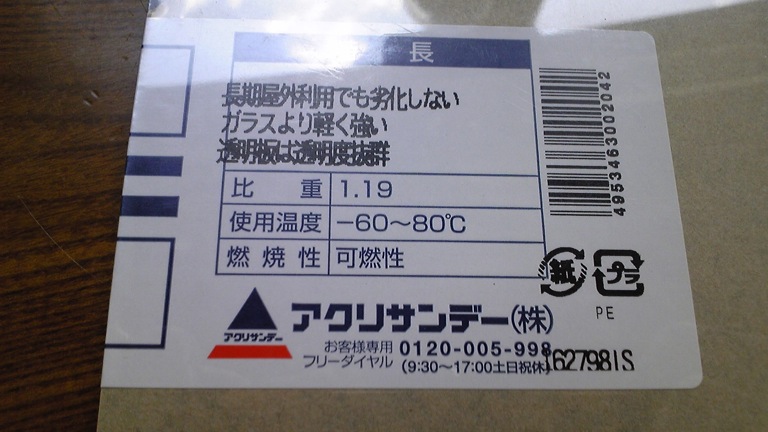 長
長期屋外利用でも劣化しない
ガラスより軽く強い
透明板は透明度抜群
比重 1.19
使用温度 −60〜80℃
燃焼性 可燃性
4953463002042
紙 プラ
PE
アクリサンデー アクリサンデー(株)
お客様専用
フリーダイヤル 0120-005-998
(9:30〜17:00土日祝休)
162798IS